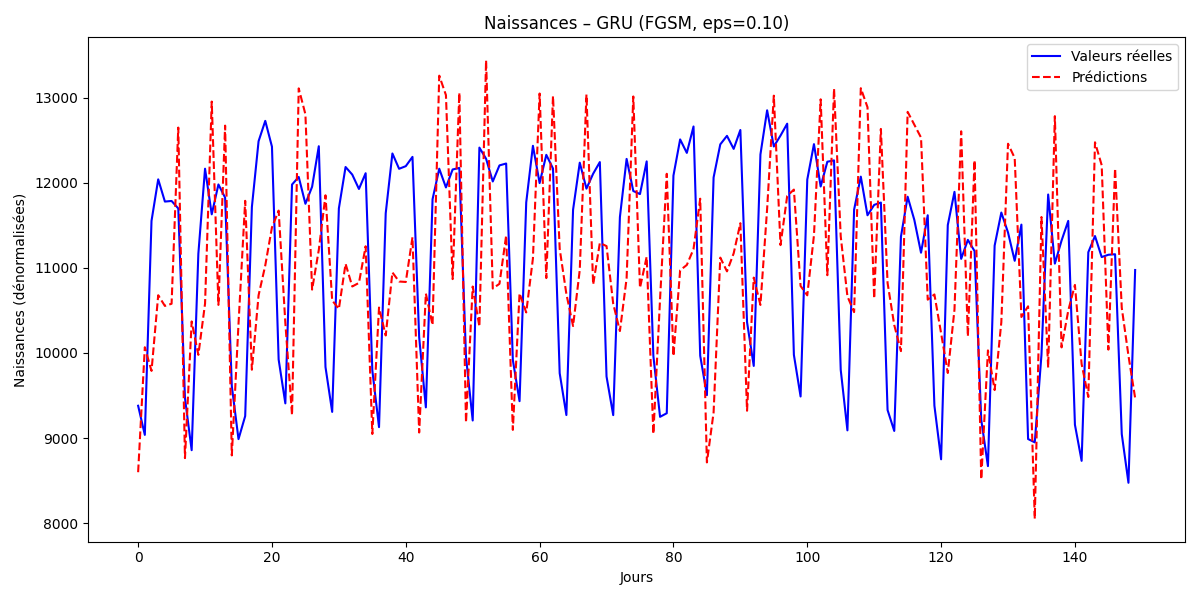 Naissances – GRU (FGSM, eps=0.10)
Valeurs réelles
Prédictions
Naissances (dénormalisées)
13000
12000
11000
10000
9000
8000
0 20 40 60 80 100 120 140
Jours